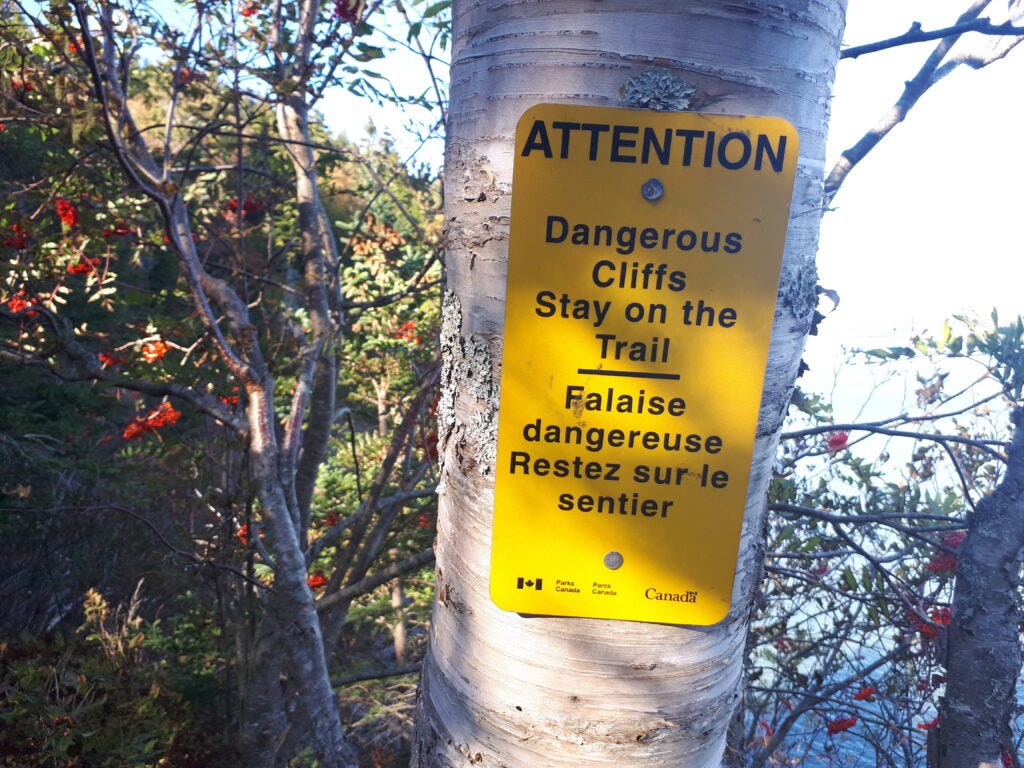 ATTENTION
Dangerous
Cliffs
Stay on the
Trail
Falaise
dangereuse
Restez sur le
sentier
Parks Canada
Parcs Canada
Canada